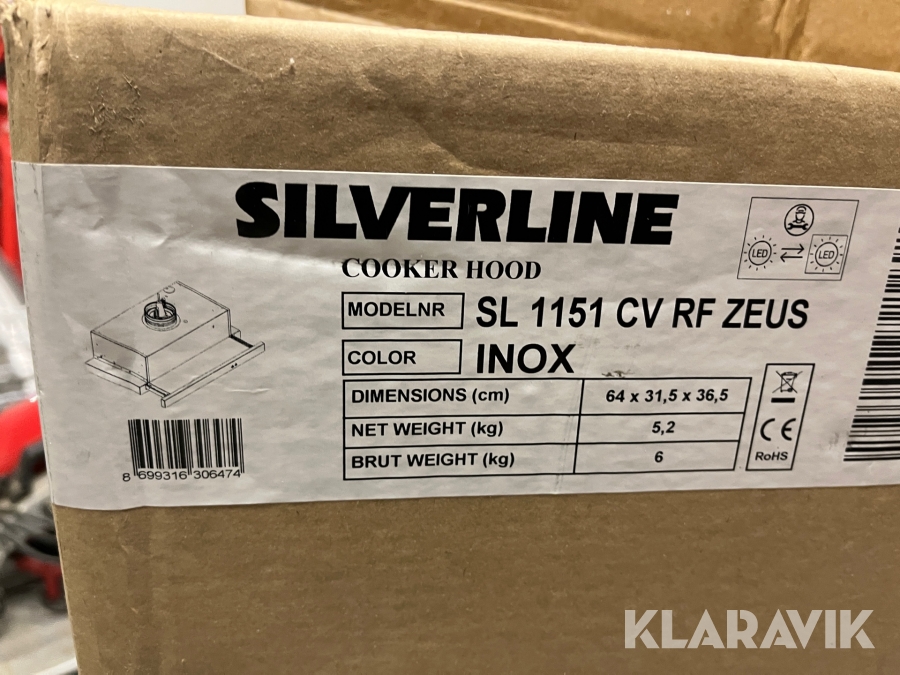 SILVERLINE
COOKER HOOD
MODELNR SL 1151 CV RF ZEUS
COLOR INOX
DIMENSIONS (cm) 64 x 31,5 x 36,5
NET WEIGHT (kg) 5,2
BRUT WEIGHT (kg) 6
LED LED
CE
RoHS
8 699316 306474
KLARAVIK